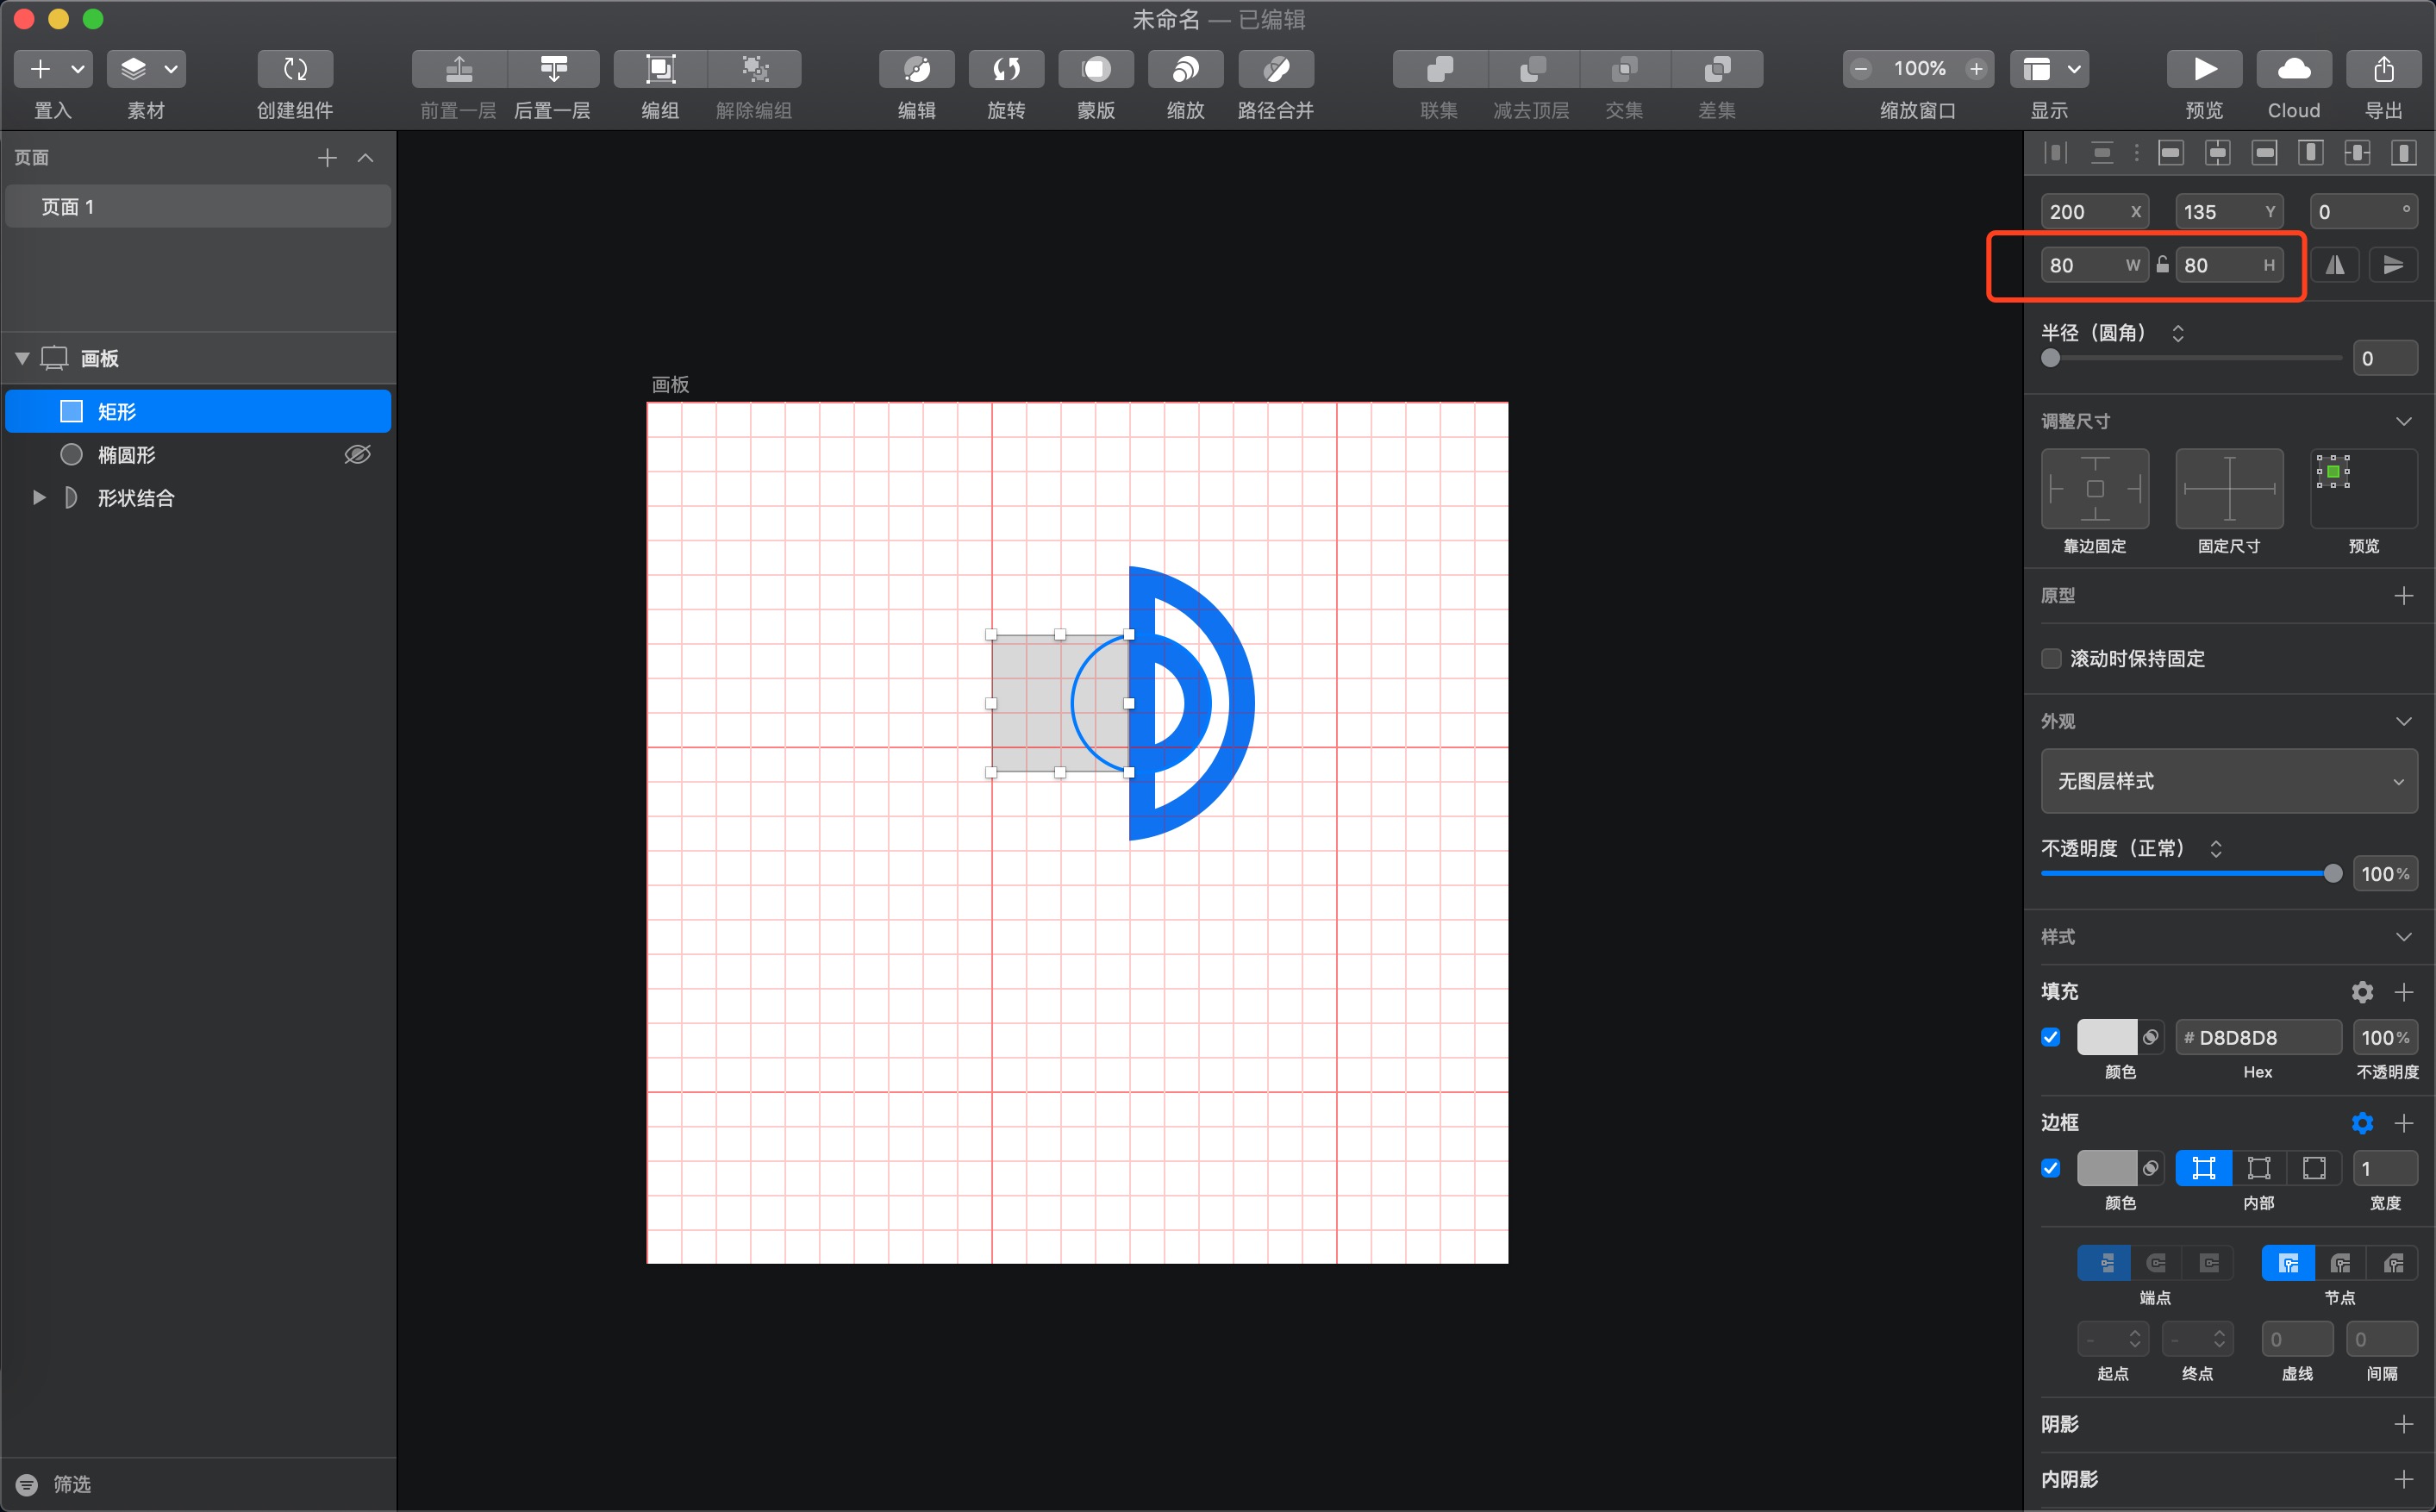 未命名 — 已编辑
100%
置入 素材 创建组件 前置一层 后置一层 编组 解除编组 编辑 旋转 蒙版 缩放 路径合并 联集 减去顶层 交集 差集 缩放窗口 显示 预览 Cloud 导出
页面
页面 1
画板
矩形
椭圆形
形状结合
筛选
画板
200 X 135 Y 0 °
80 W 80 H
半径（圆角）
0
调整尺寸
靠边固定 固定尺寸 预览
原型
滚动时保持固定
外观
无图层样式
不透明度（正常）
100%
样式
填充
# D8D8D8 100%
颜色 Hex 不透明度
边框
1
颜色 内部 宽度
端点 节点
- - 0 0
起点 终点 虚线 间隔
阴影
内阴影